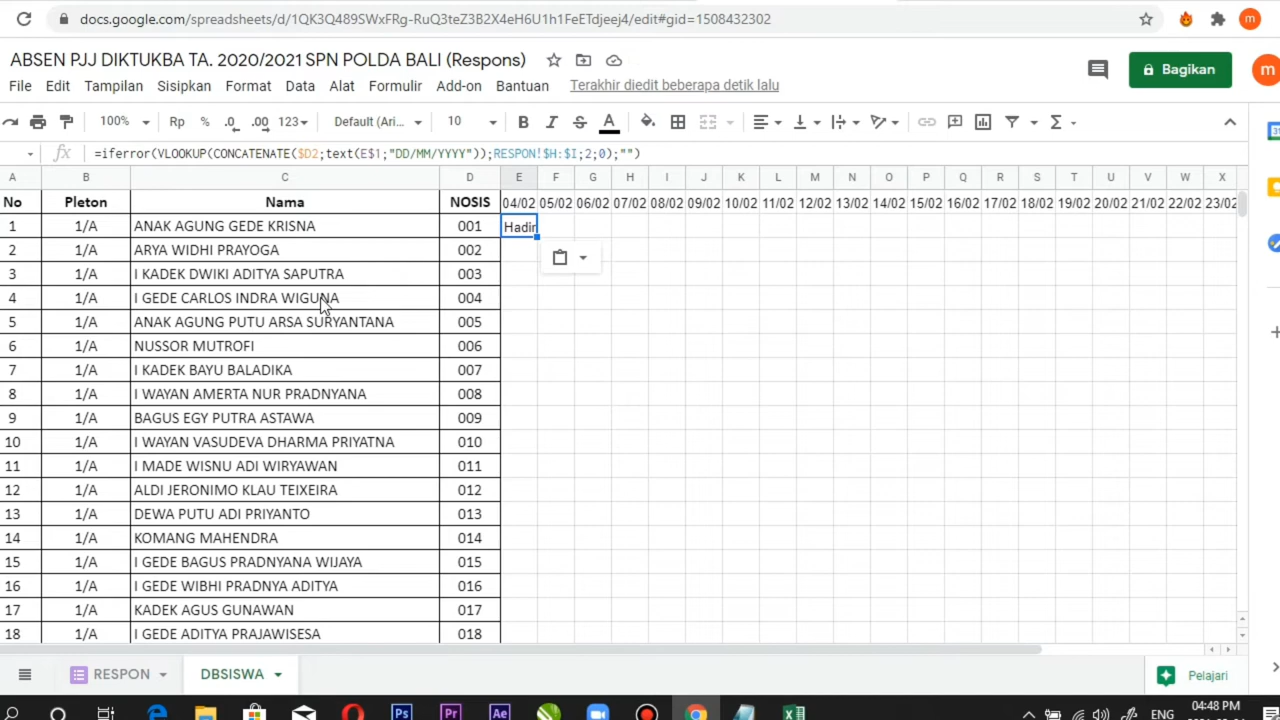 docs.google.com/spreadsheets/d/1QK3Q489SWxFRg-RuQ3teZ3B2X4eH6U1h1FeETdjeej4/edit#gid=1508432302
m
ABSEN PJJ DIKTUKBA TA. 2020/2021 SPN POLDA BALI (Respons)
Bagikan
m
File Edit Tampilan Sisipkan Format Data Alat Formulir Add-on Bantuan Terakhir diedit beberapa detik lalu
100% Rp % .0 .00 123 Default (Ari... 10 B I S A Σ
fx =iferror(VLOOKUP(CONCATENATE($D2;text(E$1;"DD/MM/YYYY"));RESPON!$H:$I;2;0);"")
A B C D E F G H I J K L M N O P Q R S T U V W X
No Pleton Nama NOSIS 04/02 05/02 06/02 07/02 08/02 09/02 10/02 11/02 12/02 13/02 14/02 15/02 16/02 17/02 18/02 19/02 20/02 21/02 22/02 23/02
1 1/A ANAK AGUNG GEDE KRISNA 001 Hadir
2 1/A ARYA WIDHI PRAYOGA 002
3 1/A I KADEK DWIKI ADITYA SAPUTRA 003
4 1/A I GEDE CARLOS INDRA WIGUNA 004
5 1/A ANAK AGUNG PUTU ARSA SURYANTANA 005
6 1/A NUSSOR MUTROFI 006
7 1/A I KADEK BAYU BALADIKA 007
8 1/A I WAYAN AMERTA NUR PRADNYANA 008
9 1/A BAGUS EGY PUTRA ASTAWA 009
10 1/A I WAYAN VASUDEVA DHARMA PRIYATNA 010
11 1/A I MADE WISNU ADI WIRYAWAN 011
12 1/A ALDI JERONIMO KLAU TEIXEIRA 012
13 1/A DEWA PUTU ADI PRIYANTO 013
14 1/A KOMANG MAHENDRA 014
15 1/A I GEDE BAGUS PRADNYANA WIJAYA 015
16 1/A I GEDE WIBHI PRADNYA ADITYA 016
17 1/A KADEK AGUS GUNAWAN 017
18 1/A I GEDE ADITYA PRAJAWISESA 018
RESPON DBSISWA Pelajari
Ps Pr Ae ENG 04:48 PM